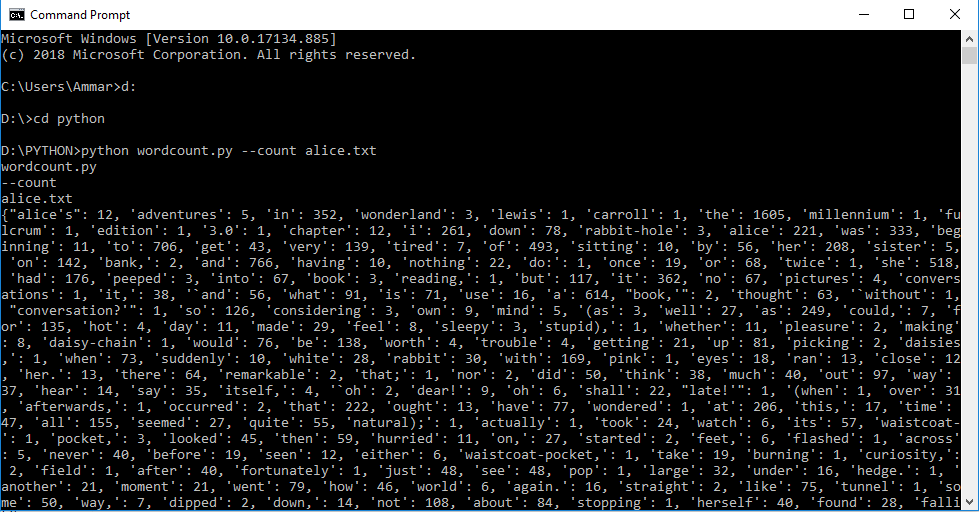 Command Prompt
Microsoft Windows [Version 10.0.17134.885]
(c) 2018 Microsoft Corporation. All rights reserved.
C:\Users\Ammar>d:
D:\>cd python
D:\PYTHON>python wordcount.py --count alice.txt
wordcount.py
--count
alice.txt
{"alice's": 12, 'adventures': 5, 'in': 352, 'wonderland': 3, 'lewis': 1, 'carroll': 1, 'the': 1605, 'millennium': 1, 'fu
lcrum': 1, 'edition': 1, '3.0': 1, 'chapter': 12, 'i': 261, 'down': 78, 'rabbit-hole': 3, 'alice': 221, 'was': 333, 'beg
inning': 11, 'to': 706, 'get': 43, 'very': 139, 'tired': 7, 'of': 493, 'sitting': 10, 'by': 56, 'her': 208, 'sister': 5,
 'on': 142, 'bank,': 2, 'and': 766, 'having': 10, 'nothing': 22, 'do:': 1, 'once': 19, 'or': 68, 'twice': 1, 'she': 518,
 'had': 176, 'peeped': 3, 'into': 67, 'book': 3, 'reading,': 1, 'but': 117, 'it': 362, 'no': 67, 'pictures': 4, 'convers
ations': 1, 'it,': 38, '`and': 56, 'what': 91, 'is': 71, 'use': 16, 'a': 614, "book,'": 2, 'thought': 63, '`without': 1,
 "conversation?'": 1, 'so': 126, 'considering': 3, 'own': 9, 'mind': 5, '(as': 3, 'well': 27, 'as': 249, 'could,': 7, 'f
or': 135, 'hot': 4, 'day': 11, 'made': 29, 'feel': 8, 'sleepy': 3, 'stupid),': 1, 'whether': 11, 'pleasure': 2, 'making'
: 8, 'daisy-chain': 1, 'would': 76, 'be': 138, 'worth': 4, 'trouble': 4, 'getting': 21, 'up': 81, 'picking': 2, 'daisies
,': 1, 'when': 73, 'suddenly': 10, 'white': 28, 'rabbit': 30, 'with': 169, 'pink': 1, 'eyes': 18, 'ran': 13, 'close': 12
, 'her.': 13, 'there': 64, 'remarkable': 2, 'that;': 1, 'nor': 2, 'did': 50, 'think': 38, 'much': 40, 'out': 97, 'way': 
37, 'hear': 14, 'say': 35, 'itself,': 4, '`oh': 2, 'dear!': 9, 'oh': 6, 'shall': 22, "late!'": 1, '(when': 1, 'over': 31
, 'afterwards,': 1, 'occurred': 2, 'that': 222, 'ought': 13, 'have': 77, 'wondered': 1, 'at': 206, 'this,': 17, 'time': 
47, 'all': 155, 'seemed': 27, 'quite': 55, 'natural);': 1, 'actually': 1, 'took': 24, 'watch': 6, 'its': 57, 'waistcoat-
': 1, 'pocket,': 3, 'looked': 45, 'then': 59, 'hurried': 11, 'on,': 27, 'started': 2, 'feet,': 6, 'flashed': 1, 'across'
: 5, 'never': 40, 'before': 19, 'seen': 12, 'either': 6, 'waistcoat-pocket,': 1, 'take': 19, 'burning': 1, 'curiosity,':
 2, 'field': 1, 'after': 40, 'fortunately': 1, 'just': 48, 'see': 48, 'pop': 1, 'large': 32, 'under': 16, 'hedge.': 1, '
another': 21, 'moment': 21, 'went': 79, 'how': 46, 'world': 6, 'again.': 16, 'straight': 2, 'like': 75, 'tunnel': 1, 'so
me': 50, 'way,': 7, 'dipped': 2, 'down,': 14, 'not': 108, 'about': 84, 'stopping': 1, 'herself': 40, 'found': 28, 'falli